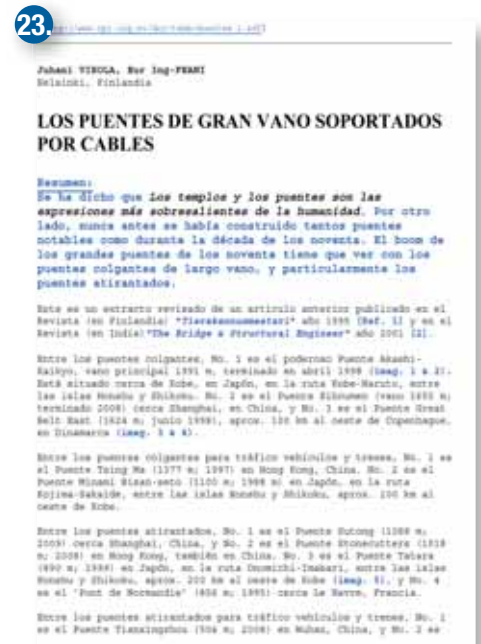 23.
Juhani VIROLA, Eur Ing-FEANI
Helsinki, Finlandia
LOS PUENTES DE GRAN VANO SOPORTADOS
POR CABLES
Resumen:
Se ha dicho que Los templos y los puentes son las
expresiones más sobresalientes de la humanidad. Por otro
lado, nunca antes se había construido tantos puentes
notables como durante la década de los noventa. El boom de
los grandes puentes de los noventa tiene que ver con los
puentes colgantes de largo vano, y particularmente los
puentes atirantados.
Este es un extracto revisado de un artículo anterior publicado en el
Revista (en Finlandia) "Tierakennusmestari" año 1995 [Ref. 1] y en el
Revista (en India) "The Bridge & Structural Engineer" año 2001 [2].
Entre los puentes colgantes, No. 1 es el poderoso Puente Akashi-
Kaikyo, vano principal 1991 m, terminado en abril 1998 (imag. 1 & 2).
Está situado cerca de Kobe, en Japón, en la ruta Kobe-Naruto, entre
las islas Honshu y Shikoku. No. 2 es el Puente Xihoumen (vano 1650 m;
terminado 2008) cerca Shanghai, en China, y No. 3 es el Puente Great
Belt East (1624 m; junio 1998), aprox. 100 km al oeste de Copenhague,
en Dinamarca (imag. 3 & 4).
Entre los puentes colgantes para tráfico vehículos y trenes, No. 1 es
el Puente Tsing Ma (1377 m; 1997) en Hong Kong, China. No. 2 es el
Puente Minami Bisan-seto (1100 m; 1988) en Japón, en la ruta
Kojima-Sakaide, entre las islas Honshu y Shikoku, aprox. 100 km al
oeste de Kobe.
Entre los puentes atirantados, No. 1 es el Puente Sutong (1088 m;
2008) cerca Shanghai, China, y No. 2 es el Puente Stonecutters (1018
m; 2008) en Hong Kong, también en China. No. 3 es el Puente Tatara
(890 m; 1999) en Japón, en la ruta Onomichi-Imabari, entre las islas
Honshu y Shikoku, aprox. 200 km al oeste de Kobe (imag. 5), y No. 4
es el 'Pont de Normandie' (856 m; 1995) cerca Le Havre, Francia.
Entre los puentes atirantados para tráfico vehículos y trenes, No. 1
es el Puente Tianxingzhou (504 m; 2008) en Wuhan, China, y No. 2 es